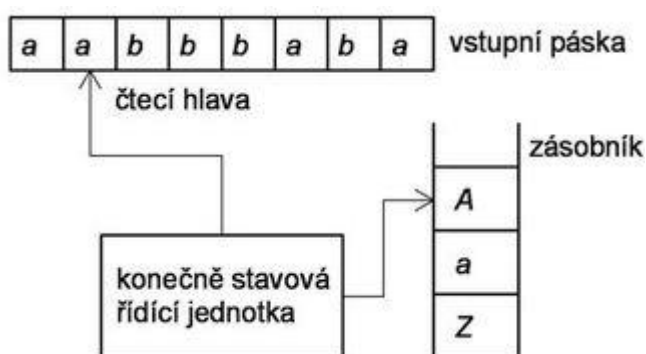 a a b b b a b a vstupní páska
čtecí hlava
zásobník
A
konečně stavová
řídící jednotka
a
Z